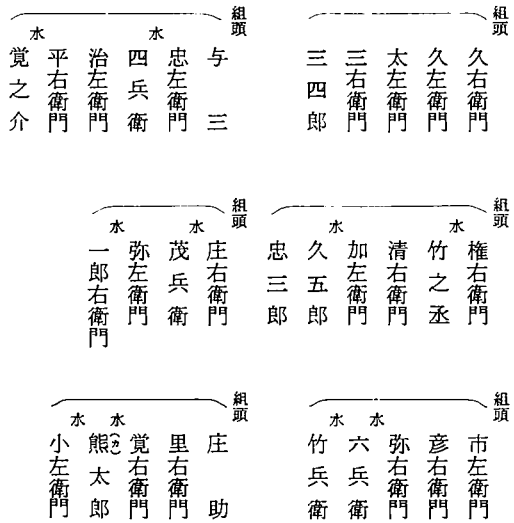 組頭
久右衛門
久左衛門
太左衛門
三右衛門
三四郎
組頭
与三
忠左衛門
水 四兵衛
治左衛門
平右衛門
水 覚之介
組頭
権右衛門
水 竹之丞
清右衛門
加左衛門
水 久五郎
忠三郎
組頭
庄右衛門
水 茂兵衛
弥左衛門
水 一郎右衛門
組頭
市左衛門
彦右衛門
弥右衛門
水 六兵衛
水 竹兵衛
組頭
庄助
里右衛門
覚右衛門
水 熊太郎
水 小左衛門